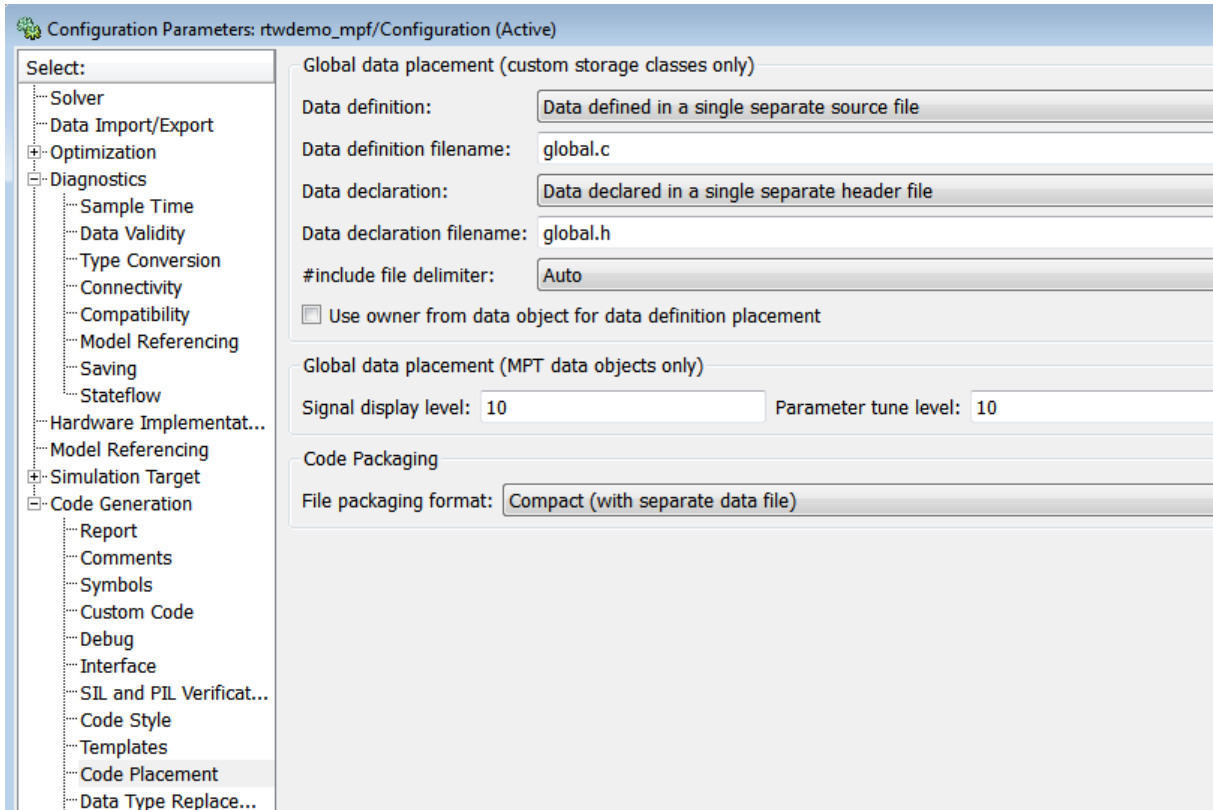 Configuration Parameters: rtwdemo_mpf/Configuration (Active)
Select:
Solver
Data Import/Export
Optimization
Diagnostics
Sample Time
Data Validity
Type Conversion
Connectivity
Compatibility
Model Referencing
Saving
Stateflow
Hardware Implementat...
Model Referencing
Simulation Target
Code Generation
Report
Comments
Symbols
Custom Code
Debug
Interface
SIL and PIL Verificat...
Code Style
Templates
Code Placement
Data Type Replace...
Global data placement (custom storage classes only)
Data definition: Data defined in a single separate source file
Data definition filename: global.c
Data declaration: Data declared in a single separate header file
Data declaration filename: global.h
#include file delimiter: Auto
Use owner from data object for data definition placement
Global data placement (MPT data objects only)
Signal display level: 10 Parameter tune level: 10
Code Packaging
File packaging format: Compact (with separate data file)